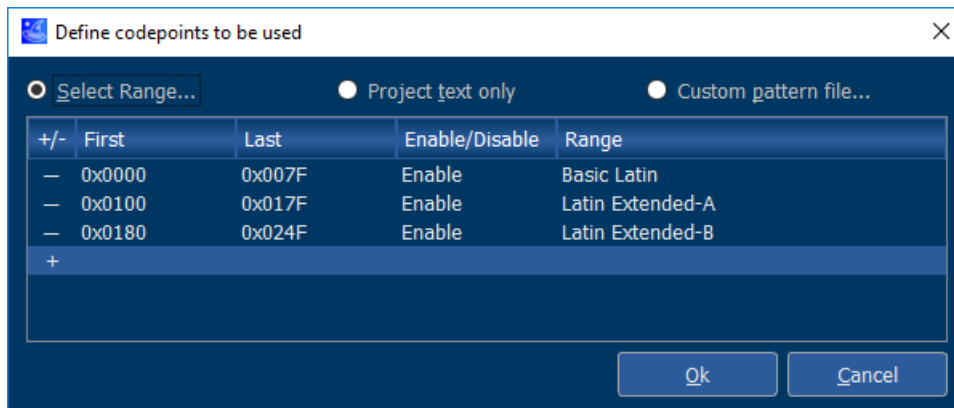 Define codepoints to be used
Select Range... Project text only Custom pattern file...
+/- First Last Enable/Disable Range
— 0x0000 0x007F Enable Basic Latin
— 0x0100 0x017F Enable Latin Extended-A
— 0x0180 0x024F Enable Latin Extended-B
+
Ok Cancel